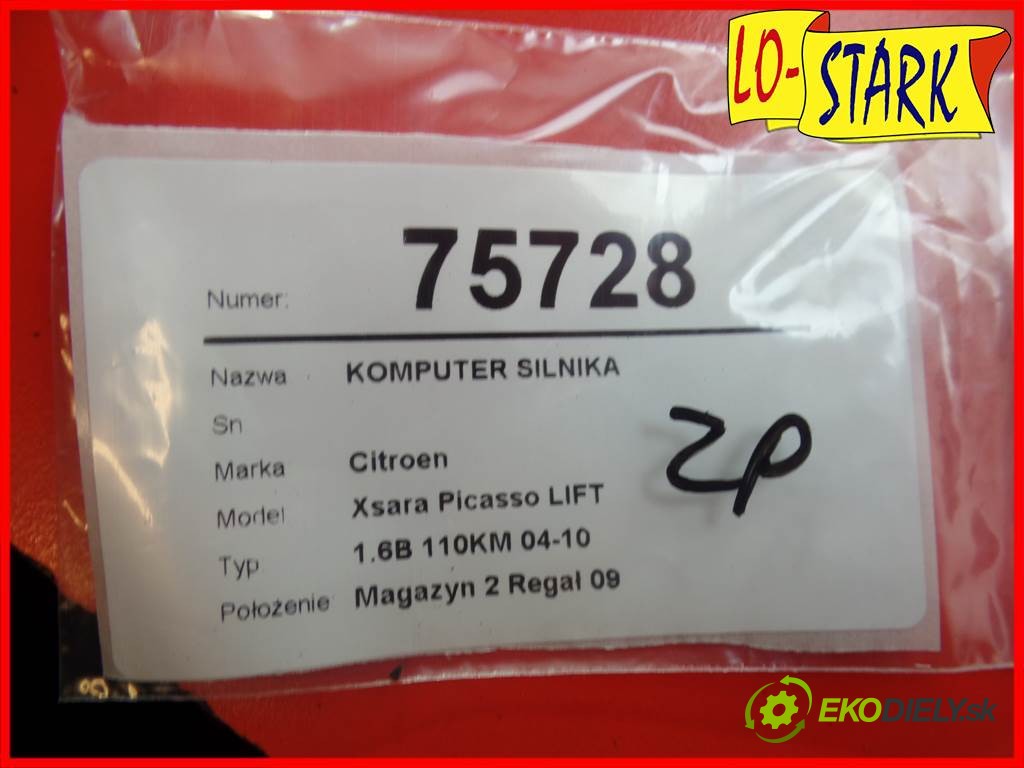 LO-STARK
Numer: 75728
Nazwa KOMPUTER SILNIKA
Sn
Marka Citroen
Model Xsara Picasso LIFT
Typ 1.6B 110KM 04-10
Położenie Magazyn 2 Regał 09
ZP
EKODIELY.sk